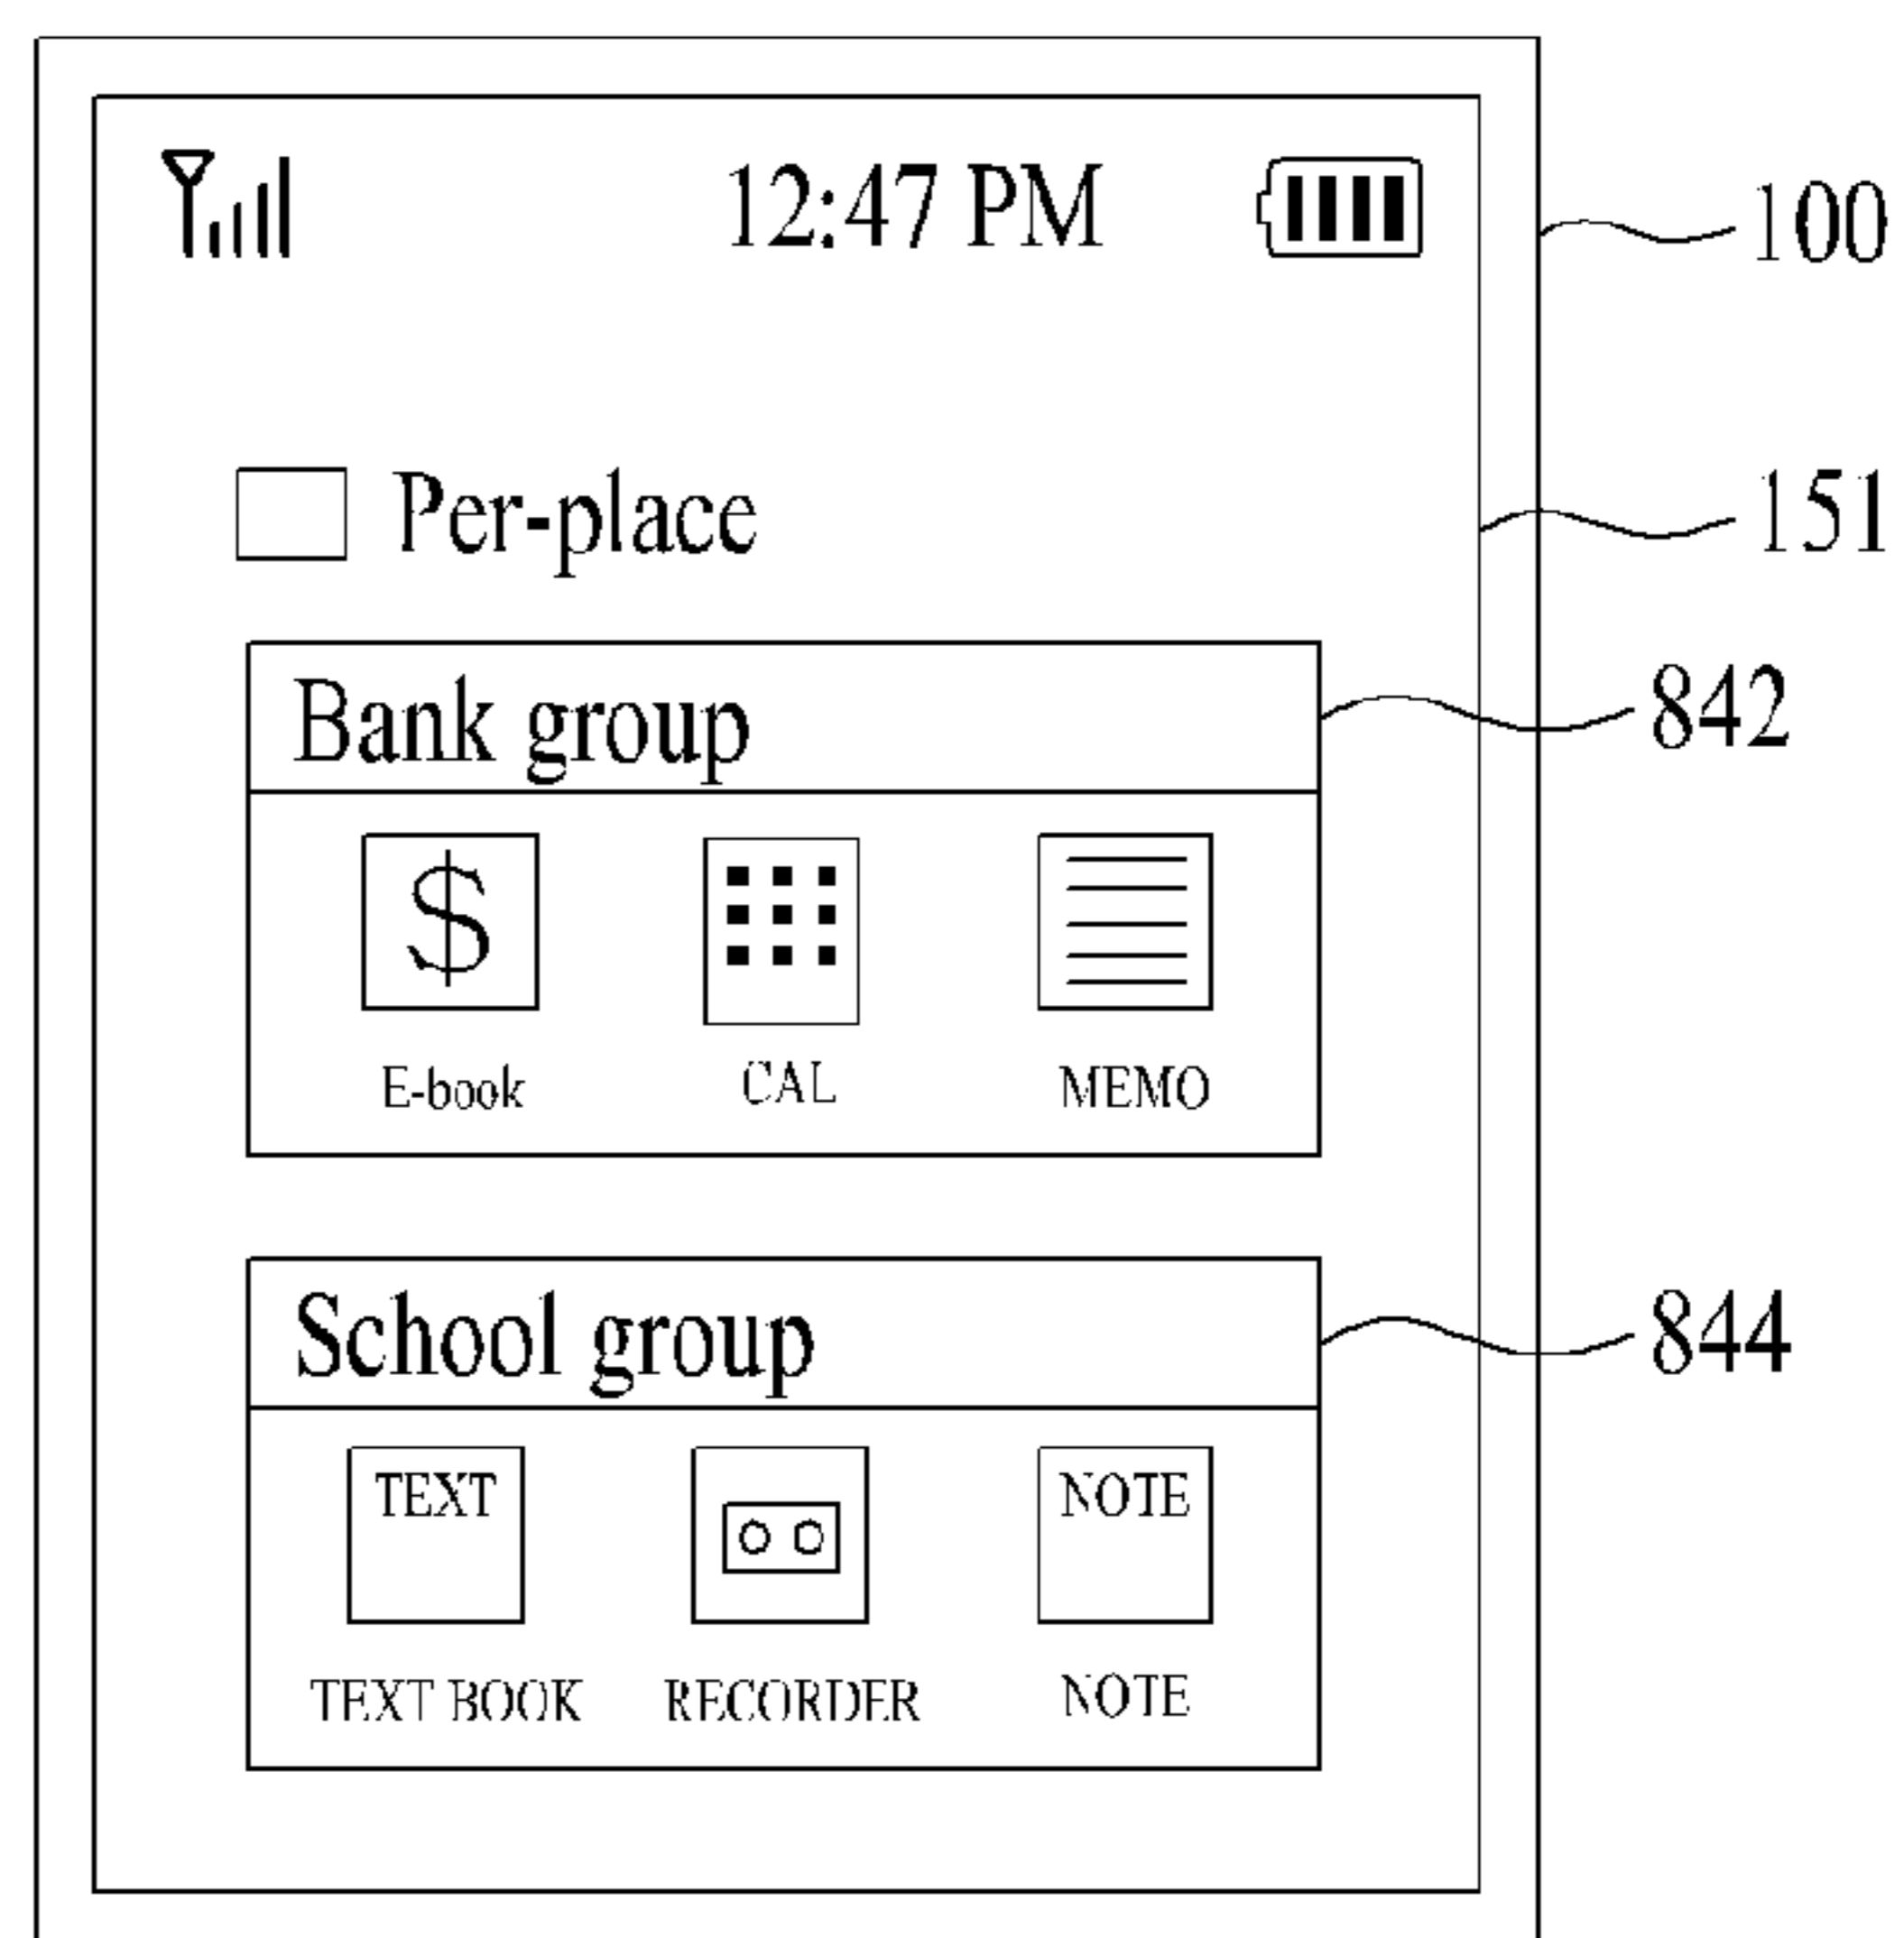 12:47 PM
100
Per-place
151
Bank group
842
$
E-book CAL MEMO
School group
844
TEXT NOTE
TEXT BOOK RECORDER NOTE